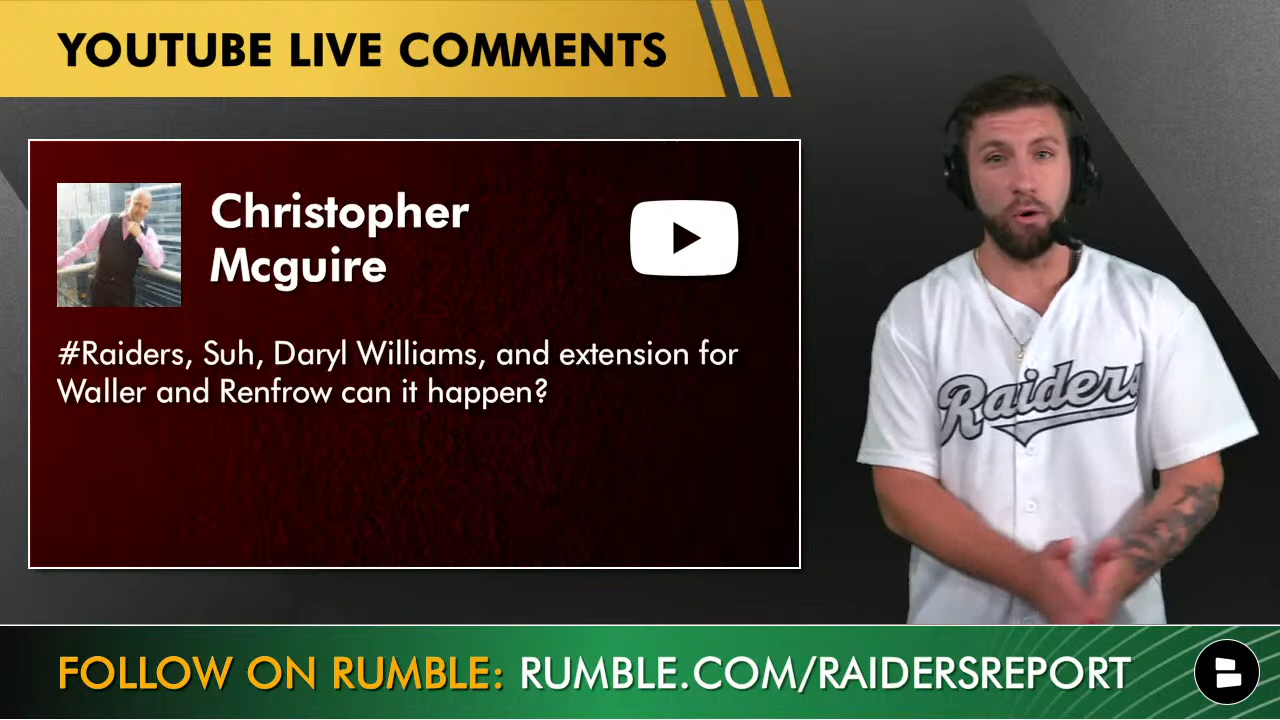 YOUTUBE LIVE COMMENTS
Christopher
Mcguire
#Raiders, Suh, Daryl Williams, and extension for
Waller and Renfrow can it happen?
Raiders
FOLLOW ON RUMBLE: RUMBLE.COM/RAIDERSREPORT